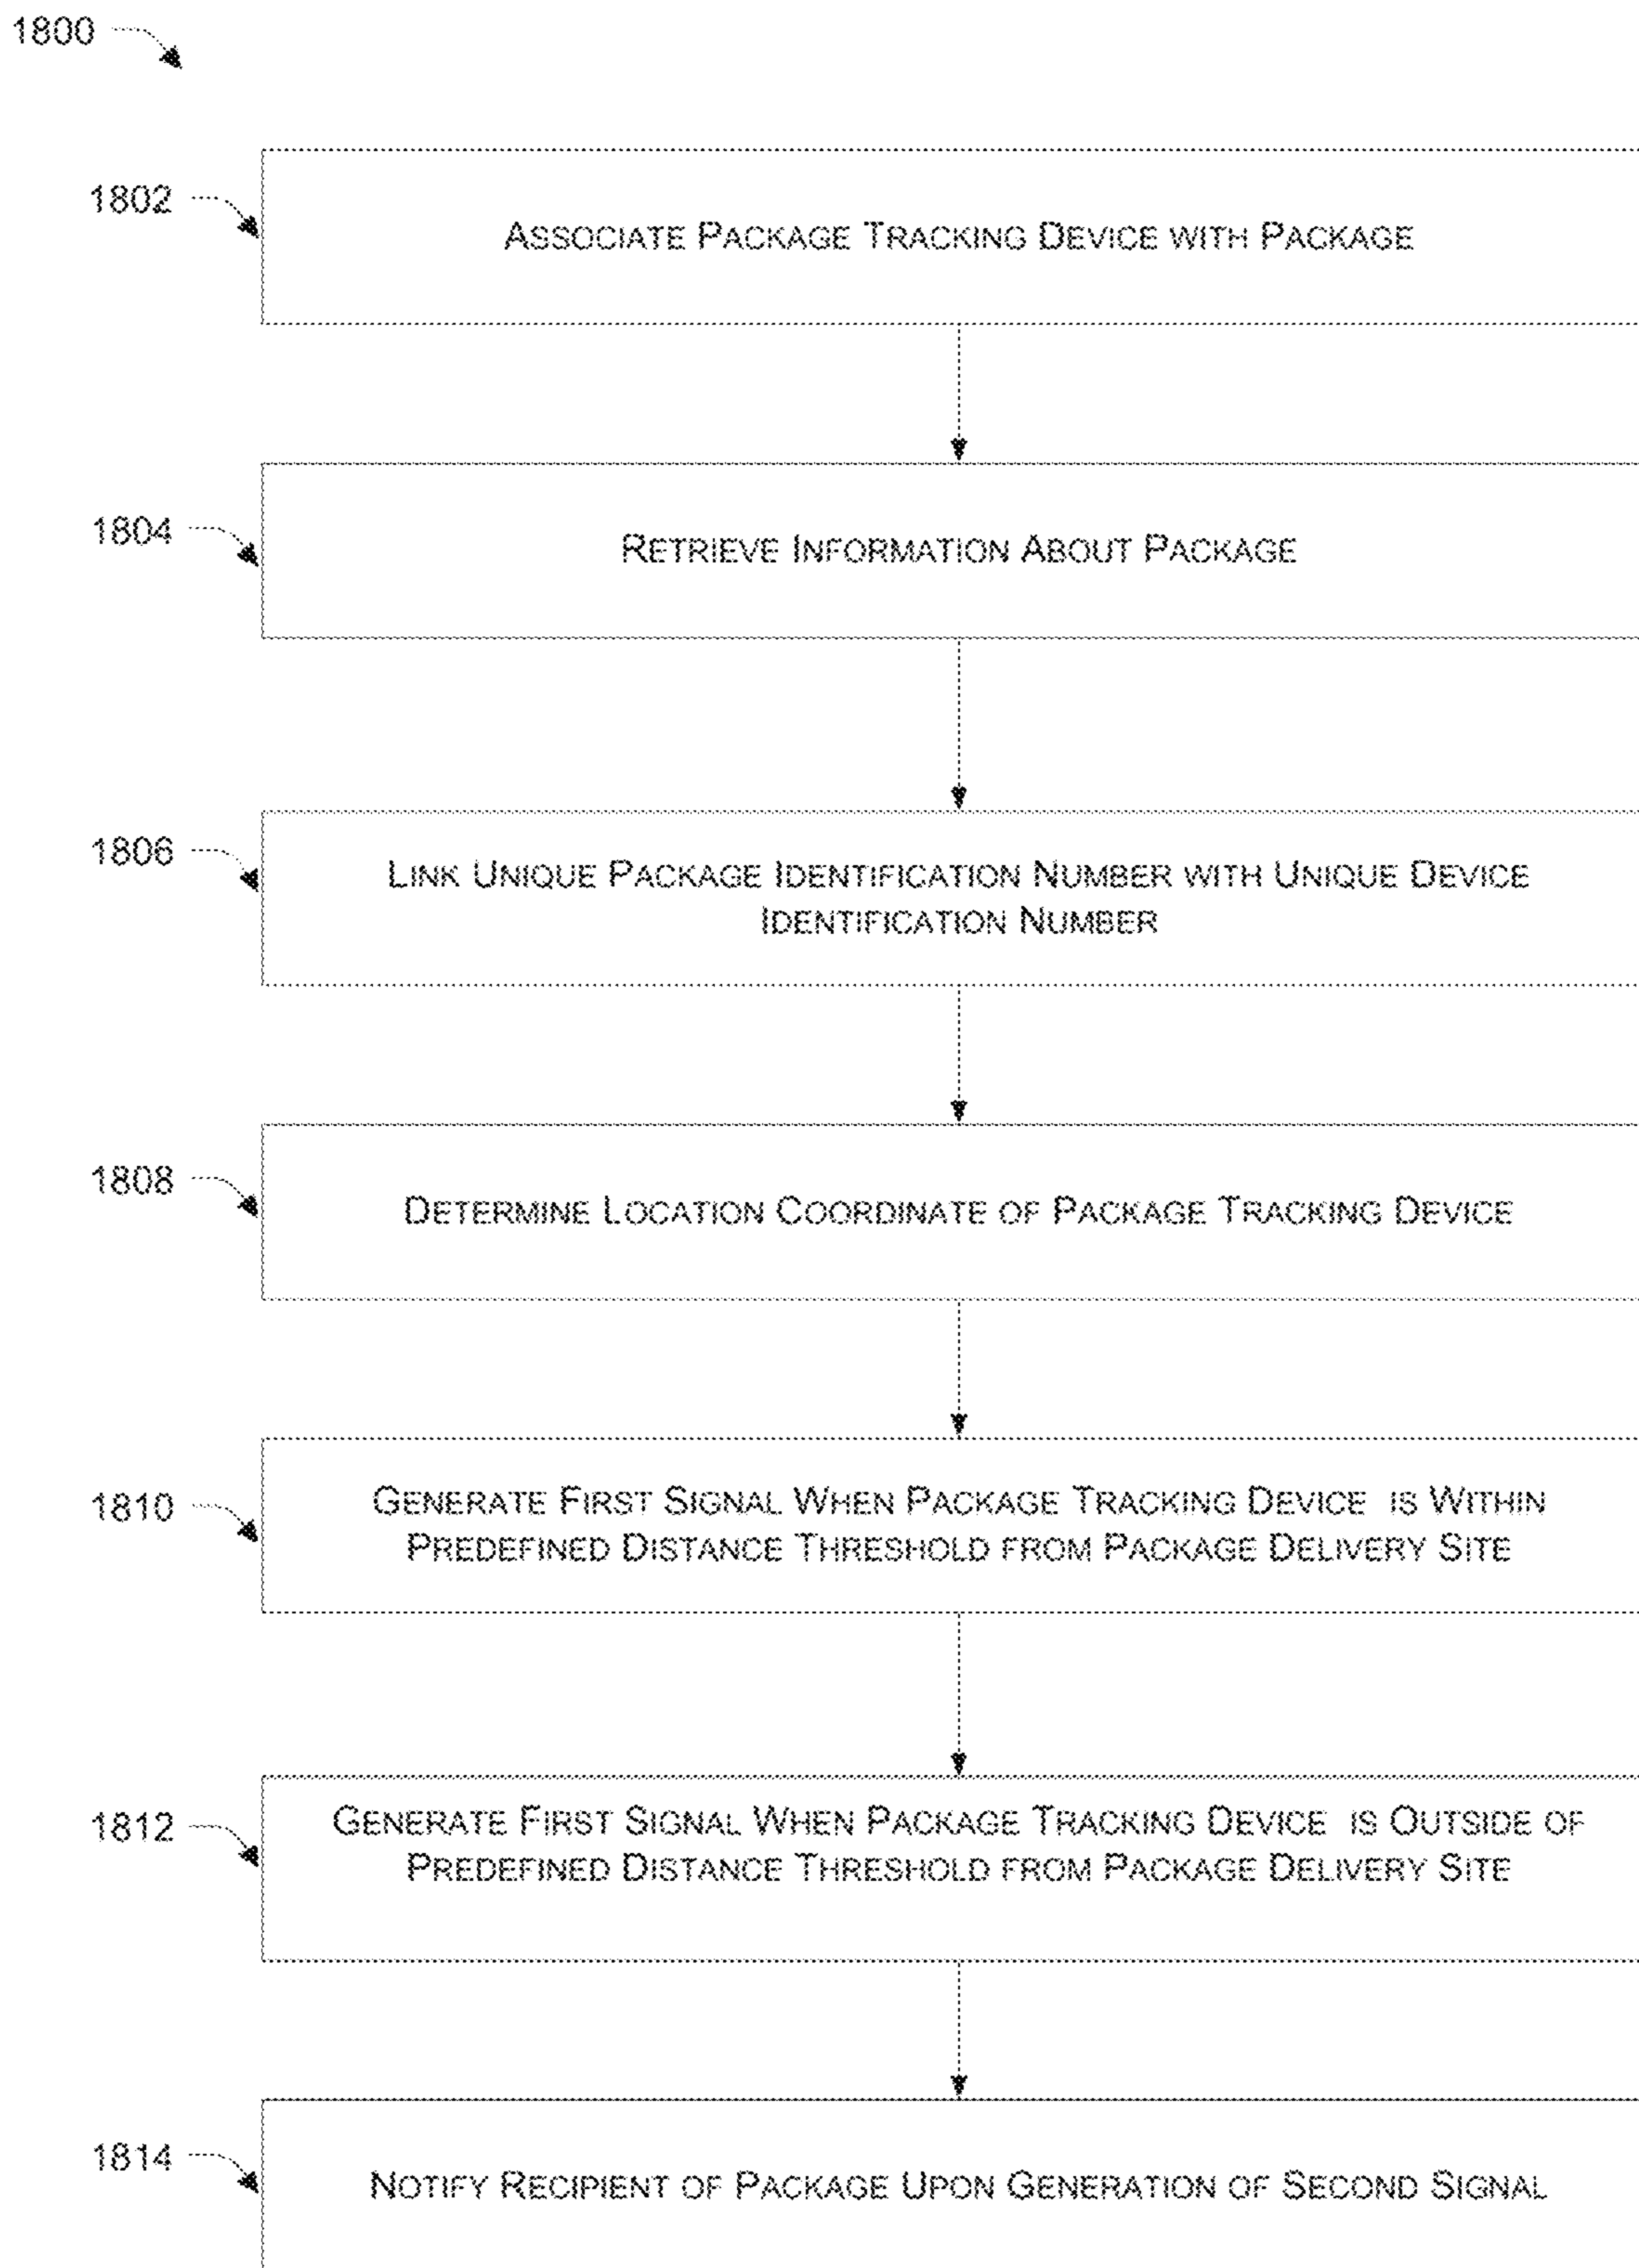 1800
1802
ASSOCIATE PACKAGE TRACKING DEVICE WITH PACKAGE
1804
RETRIEVE INFORMATION ABOUT PACKAGE
1806
LINK UNIQUE PACKAGE IDENTIFICATION NUMBER WITH UNIQUE DEVICE
IDENTIFICATION NUMBER
1808
DETERMINE LOCATION COORDINATE OF PACKAGE TRACKING DEVICE
1810
GENERATE FIRST SIGNAL WHEN PACKAGE TRACKING DEVICE IS WITHIN
PREDEFINED DISTANCE THRESHOLD FROM PACKAGE DELIVERY SITE
1812
GENERATE FIRST SIGNAL WHEN PACKAGE TRACKING DEVICE IS OUTSIDE OF
PREDEFINED DISTANCE THRESHOLD FROM PACKAGE DELIVERY SITE
1814
NOTIFY RECIPIENT OF PACKAGE UPON GENERATION OF SECOND SIGNAL